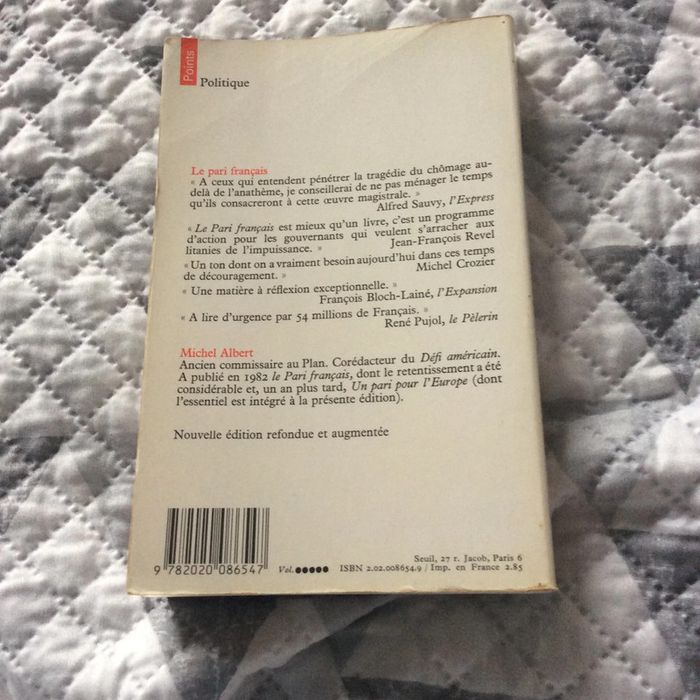 Points
Politique
Le pari français
« A ceux qui entendent pénétrer la tragédie du chômage au-
delà de l'anathème, je conseillerai de ne pas ménager le temps
qu'ils consacreront à cette œuvre magistrale. »
Alfred Sauvy, l'Express
« Le Pari français est mieux qu'un livre, c'est un programme
d'action pour les gouvernants qui veulent s'arracher aux
litanies de l'impuissance. »
Jean-François Revel
« Un ton dont on a vraiment besoin aujourd'hui dans ces temps
de découragement. »
Michel Crozier
« Une matière à réflexion exceptionnelle. »
François Bloch-Lainé, l'Expansion
« A lire d'urgence par 54 millions de Français. »
René Pujol, le Pèlerin
Michel Albert
Ancien commissaire au Plan. Corédacteur du Défi américain.
A publié en 1982 le Pari français, dont le retentissement a été
considérable et, un an plus tard, Un pari pour l'Europe (dont
l'essentiel est intégré à la présente édition).
Nouvelle édition refondue et augmentée
9 782020 086547
Vol. ●●●●●
Seuil, 27 r. Jacob, Paris 6
ISBN 2.02.008654.9 / Imp. en France 2.85